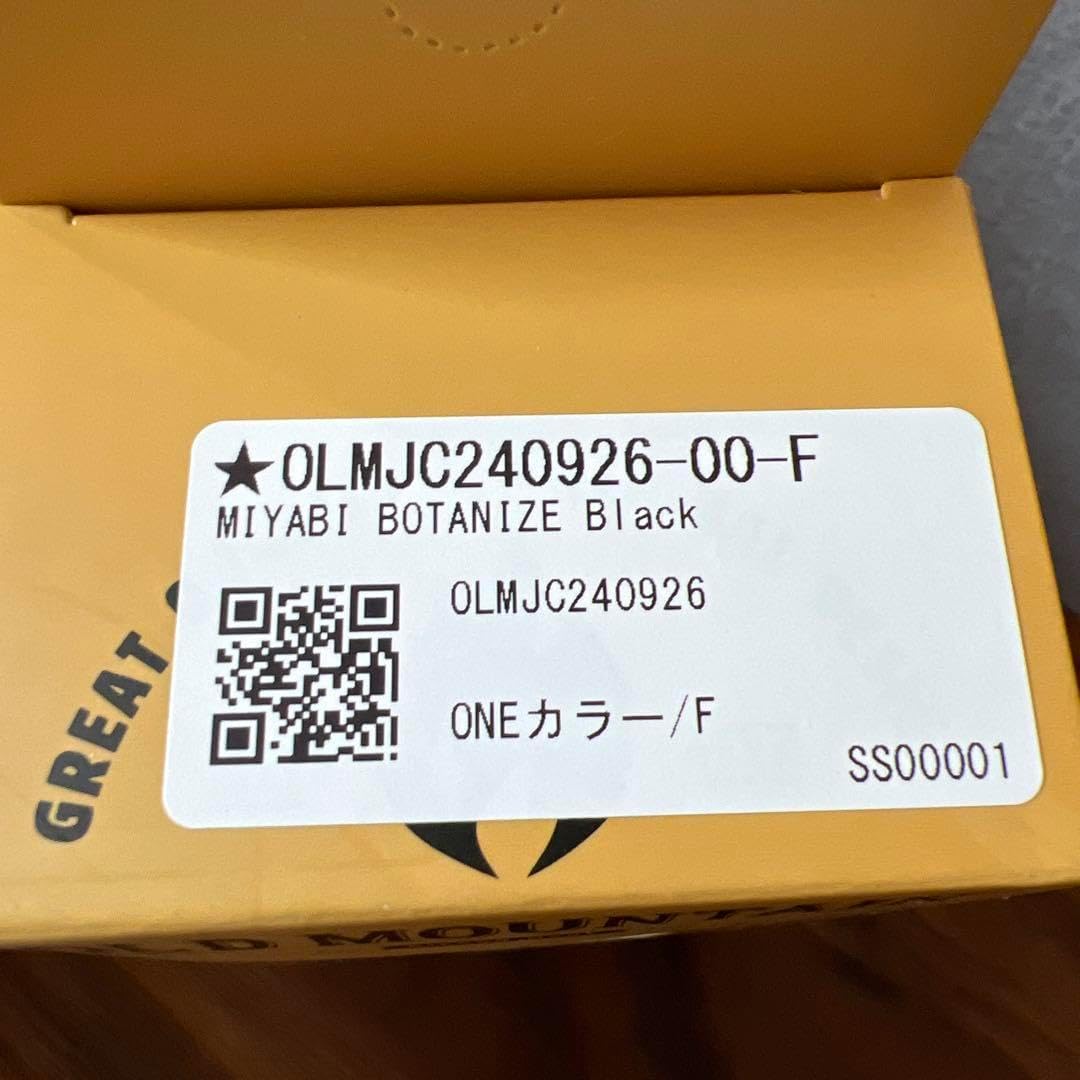 ★OLMJC240926-00-F
MIYABI BOTANIZE Black
OLMJC240926
ONEカラー/F
SS00001
GREAT